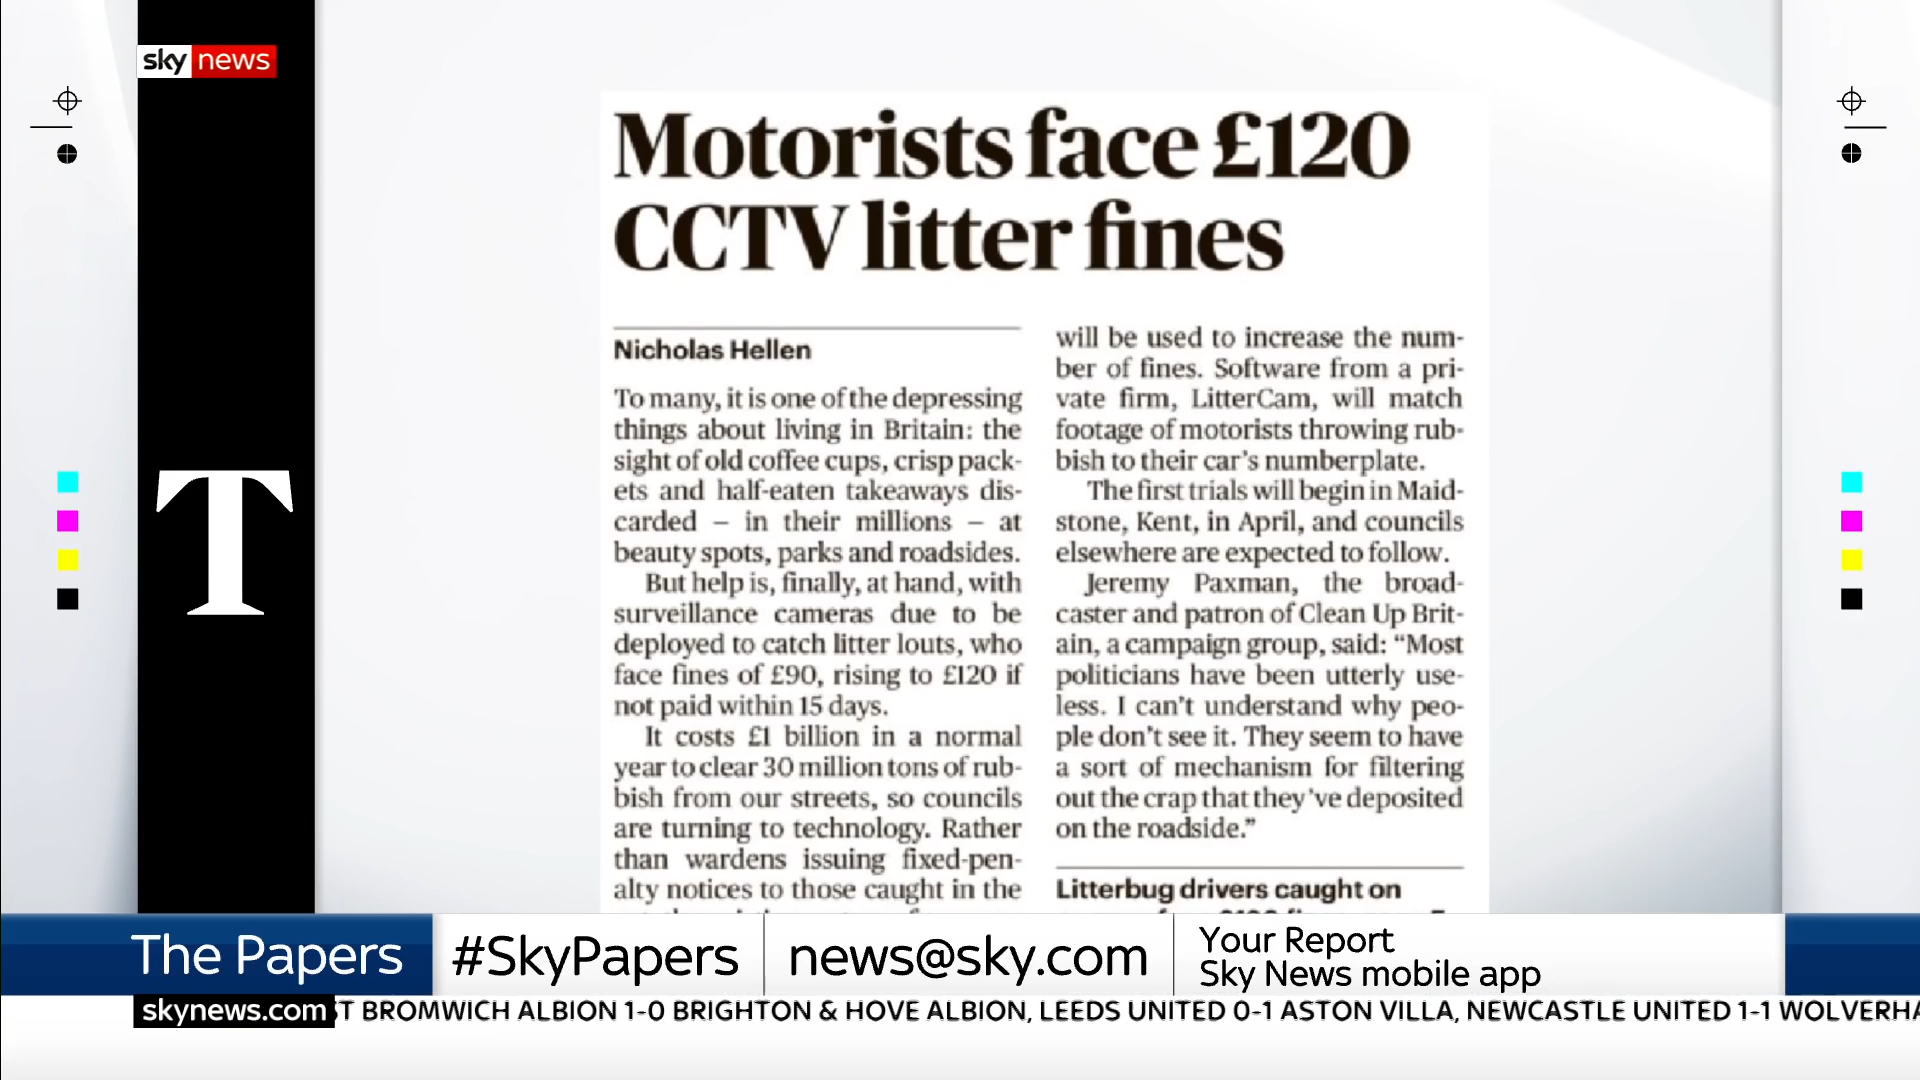 sky news
Motorists face £120
CCTV litter fines
Nicholas Hellen
To many, it is one of the depressing
things about living in Britain: the
sight of old coffee cups, crisp pack-
ets and half-eaten takeaways dis-
carded – in their millions – at
beauty spots, parks and roadsides.
But help is, finally, at hand, with
surveillance cameras due to be
deployed to catch litter louts, who
face fines of £90, rising to £120 if
not paid within 15 days.
It costs £1 billion in a normal
year to clear 30 million tons of rub-
bish from our streets, so councils
are turning to technology. Rather
than wardens issuing fixed-pen-
alty notices to those caught in the
will be used to increase the num-
ber of fines. Software from a pri-
vate firm, LitterCam, will match
footage of motorists throwing rub-
bish to their car's numberplate.
The first trials will begin in Maid-
stone, Kent, in April, and councils
elsewhere are expected to follow.
Jeremy Paxman, the broad-
caster and patron of Clean Up Brit-
ain, a campaign group, said: “Most
politicians have been utterly use-
less. I can't understand why peo-
ple don't see it. They seem to have
a sort of mechanism for filtering
out the crap that they've deposited
on the roadside.”
Litterbug drivers caught on
T
The Papers
#SkyPapers
news@sky.com
Your Report
Sky News mobile app
skynews.com
T BROMWICH ALBION 1-0 BRIGHTON & HOVE ALBION, LEEDS UNITED 0-1 ASTON VILLA, NEWCASTLE UNITED 1-1 WOLVERHA